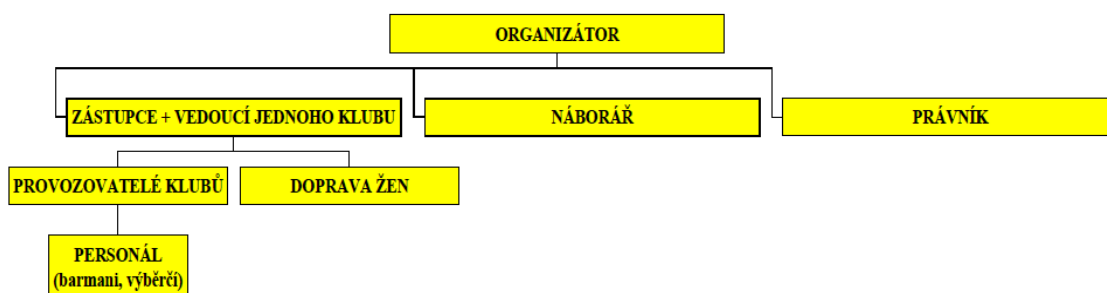 ORGANIZÁTOR
ZÁSTUPCE + VEDOUCÍ JEDNOHO KLUBU
NÁBORÁŘ
PRÁVNÍK
PROVOZOVATELÉ KLUBŮ
DOPRAVA ŽEN
PERSONÁL
(barmani, výběrčí)